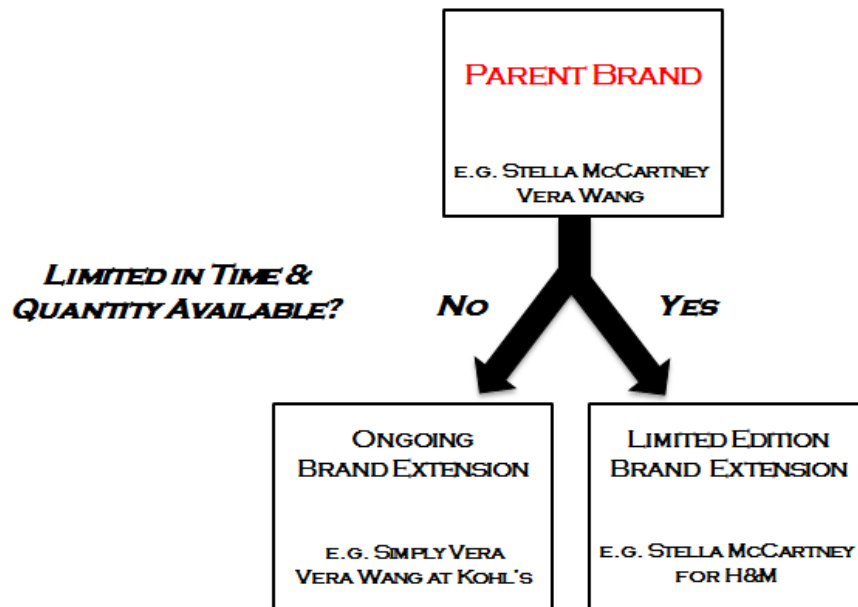 PARENT BRAND
E.G. STELLA MCCARTNEY
VERA WANG
LIMITED IN TIME &
QUANTITY AVAILABLE?
NO
YES
ONGOING
BRAND EXTENSION
E.G. SIMPLY VERA
VERA WANG AT KOHL'S
LIMITED EDITION
BRAND EXTENSION
E.G. STELLA MCCARTNEY
FOR H&M